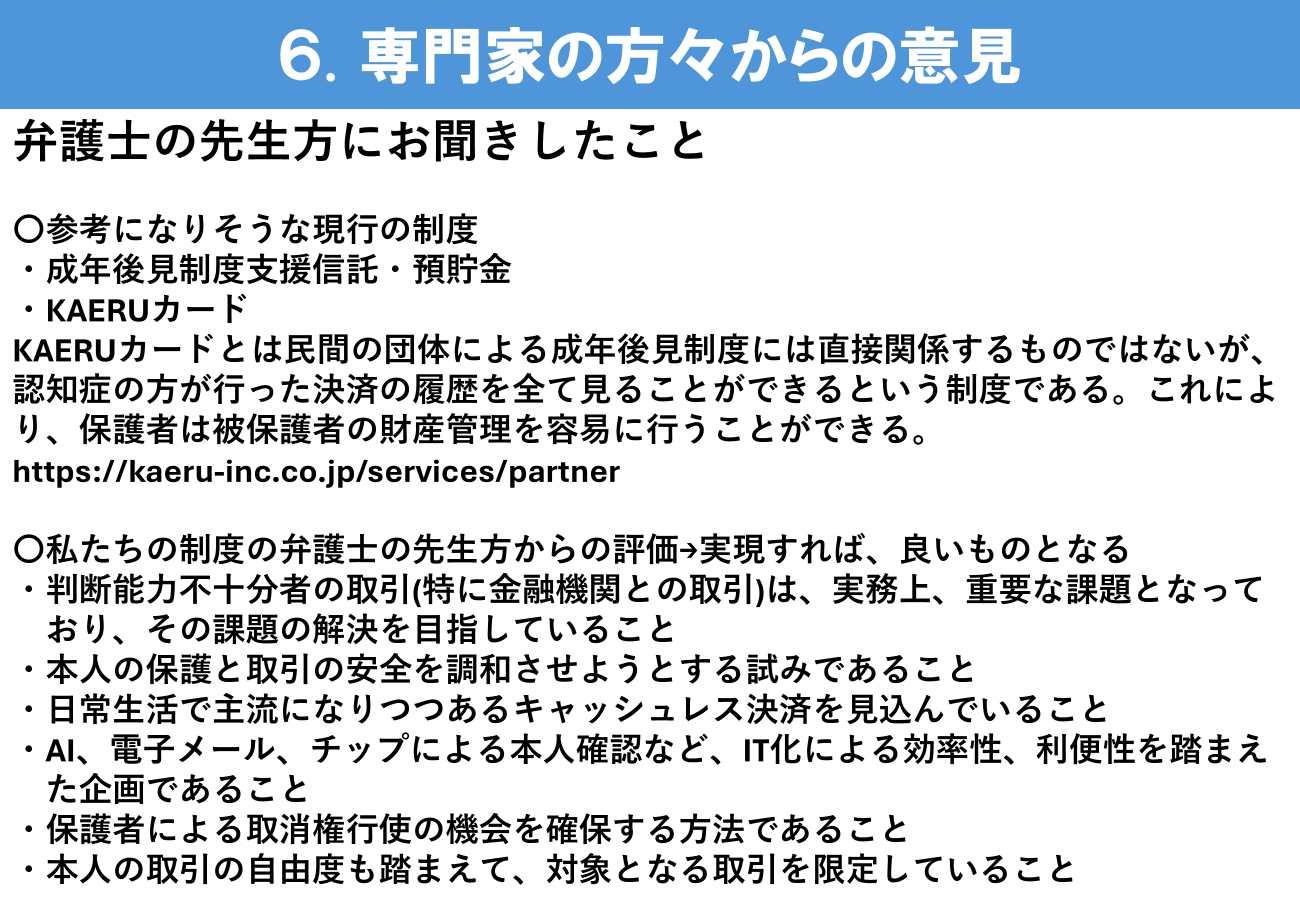 6. 専門家の方々からの意見
弁護士の先生方にお聞きしたこと
〇参考になりそうな現行の制度
・成年後見制度支援信託・預貯金
・KAERUカード
KAERUカードとは民間の団体による成年後見制度には直接関係するものではないが、
認知症の方が行った決済の履歴を全て見ることができるという制度である。これによ
り、保護者は被保護者の財産管理を容易に行うことができる。
https://kaeru-inc.co.jp/services/partner
〇私たちの制度の弁護士の先生方からの評価→実現すれば、良いものとなる
・判断能力不十分者の取引(特に金融機関との取引)は、実務上、重要な課題となって
おり、その課題の解決を目指していること
・本人の保護と取引の安全を調和させようとする試みであること
・日常生活で主流になりつつあるキャッシュレス決済を見込んでいること
・AI、電子メール、チップによる本人確認など、IT化による効率性、利便性を踏まえ
た企画であること
・保護者による取消権行使の機会を確保する方法であること
・本人の取引の自由度も踏まえて、対象となる取引を限定していること